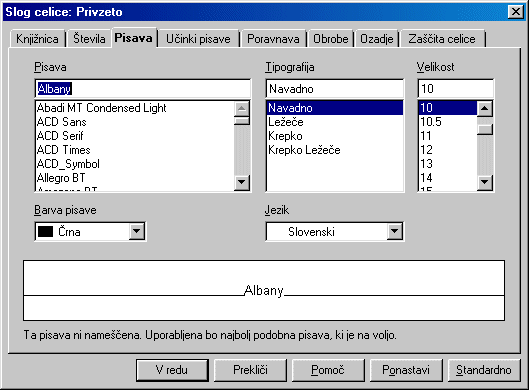 Slog celice: Privzeto
Knjižnica Števila Pisava Učinki pisave Poravnava Obrobe Ozadje Zaščita celice
Pisava Tipografija Velikost
Albany Navadno 10
Abadi MT Condensed Light Navadno 10
ACD Sans Ležeče 10.5
ACD Serif Krepko 11
ACD Times Krepko Ležeče 12
ACD_Symbol 13
Allegro BT 14
Amazone BT 15
Barva pisave Jezik
Črna Slovenski
Albany
Ta pisava ni nameščena. Uporabljena bo najbolj podobna pisava, ki je na voljo.
V redu Prekliči Pomoč Ponastavi Standardno